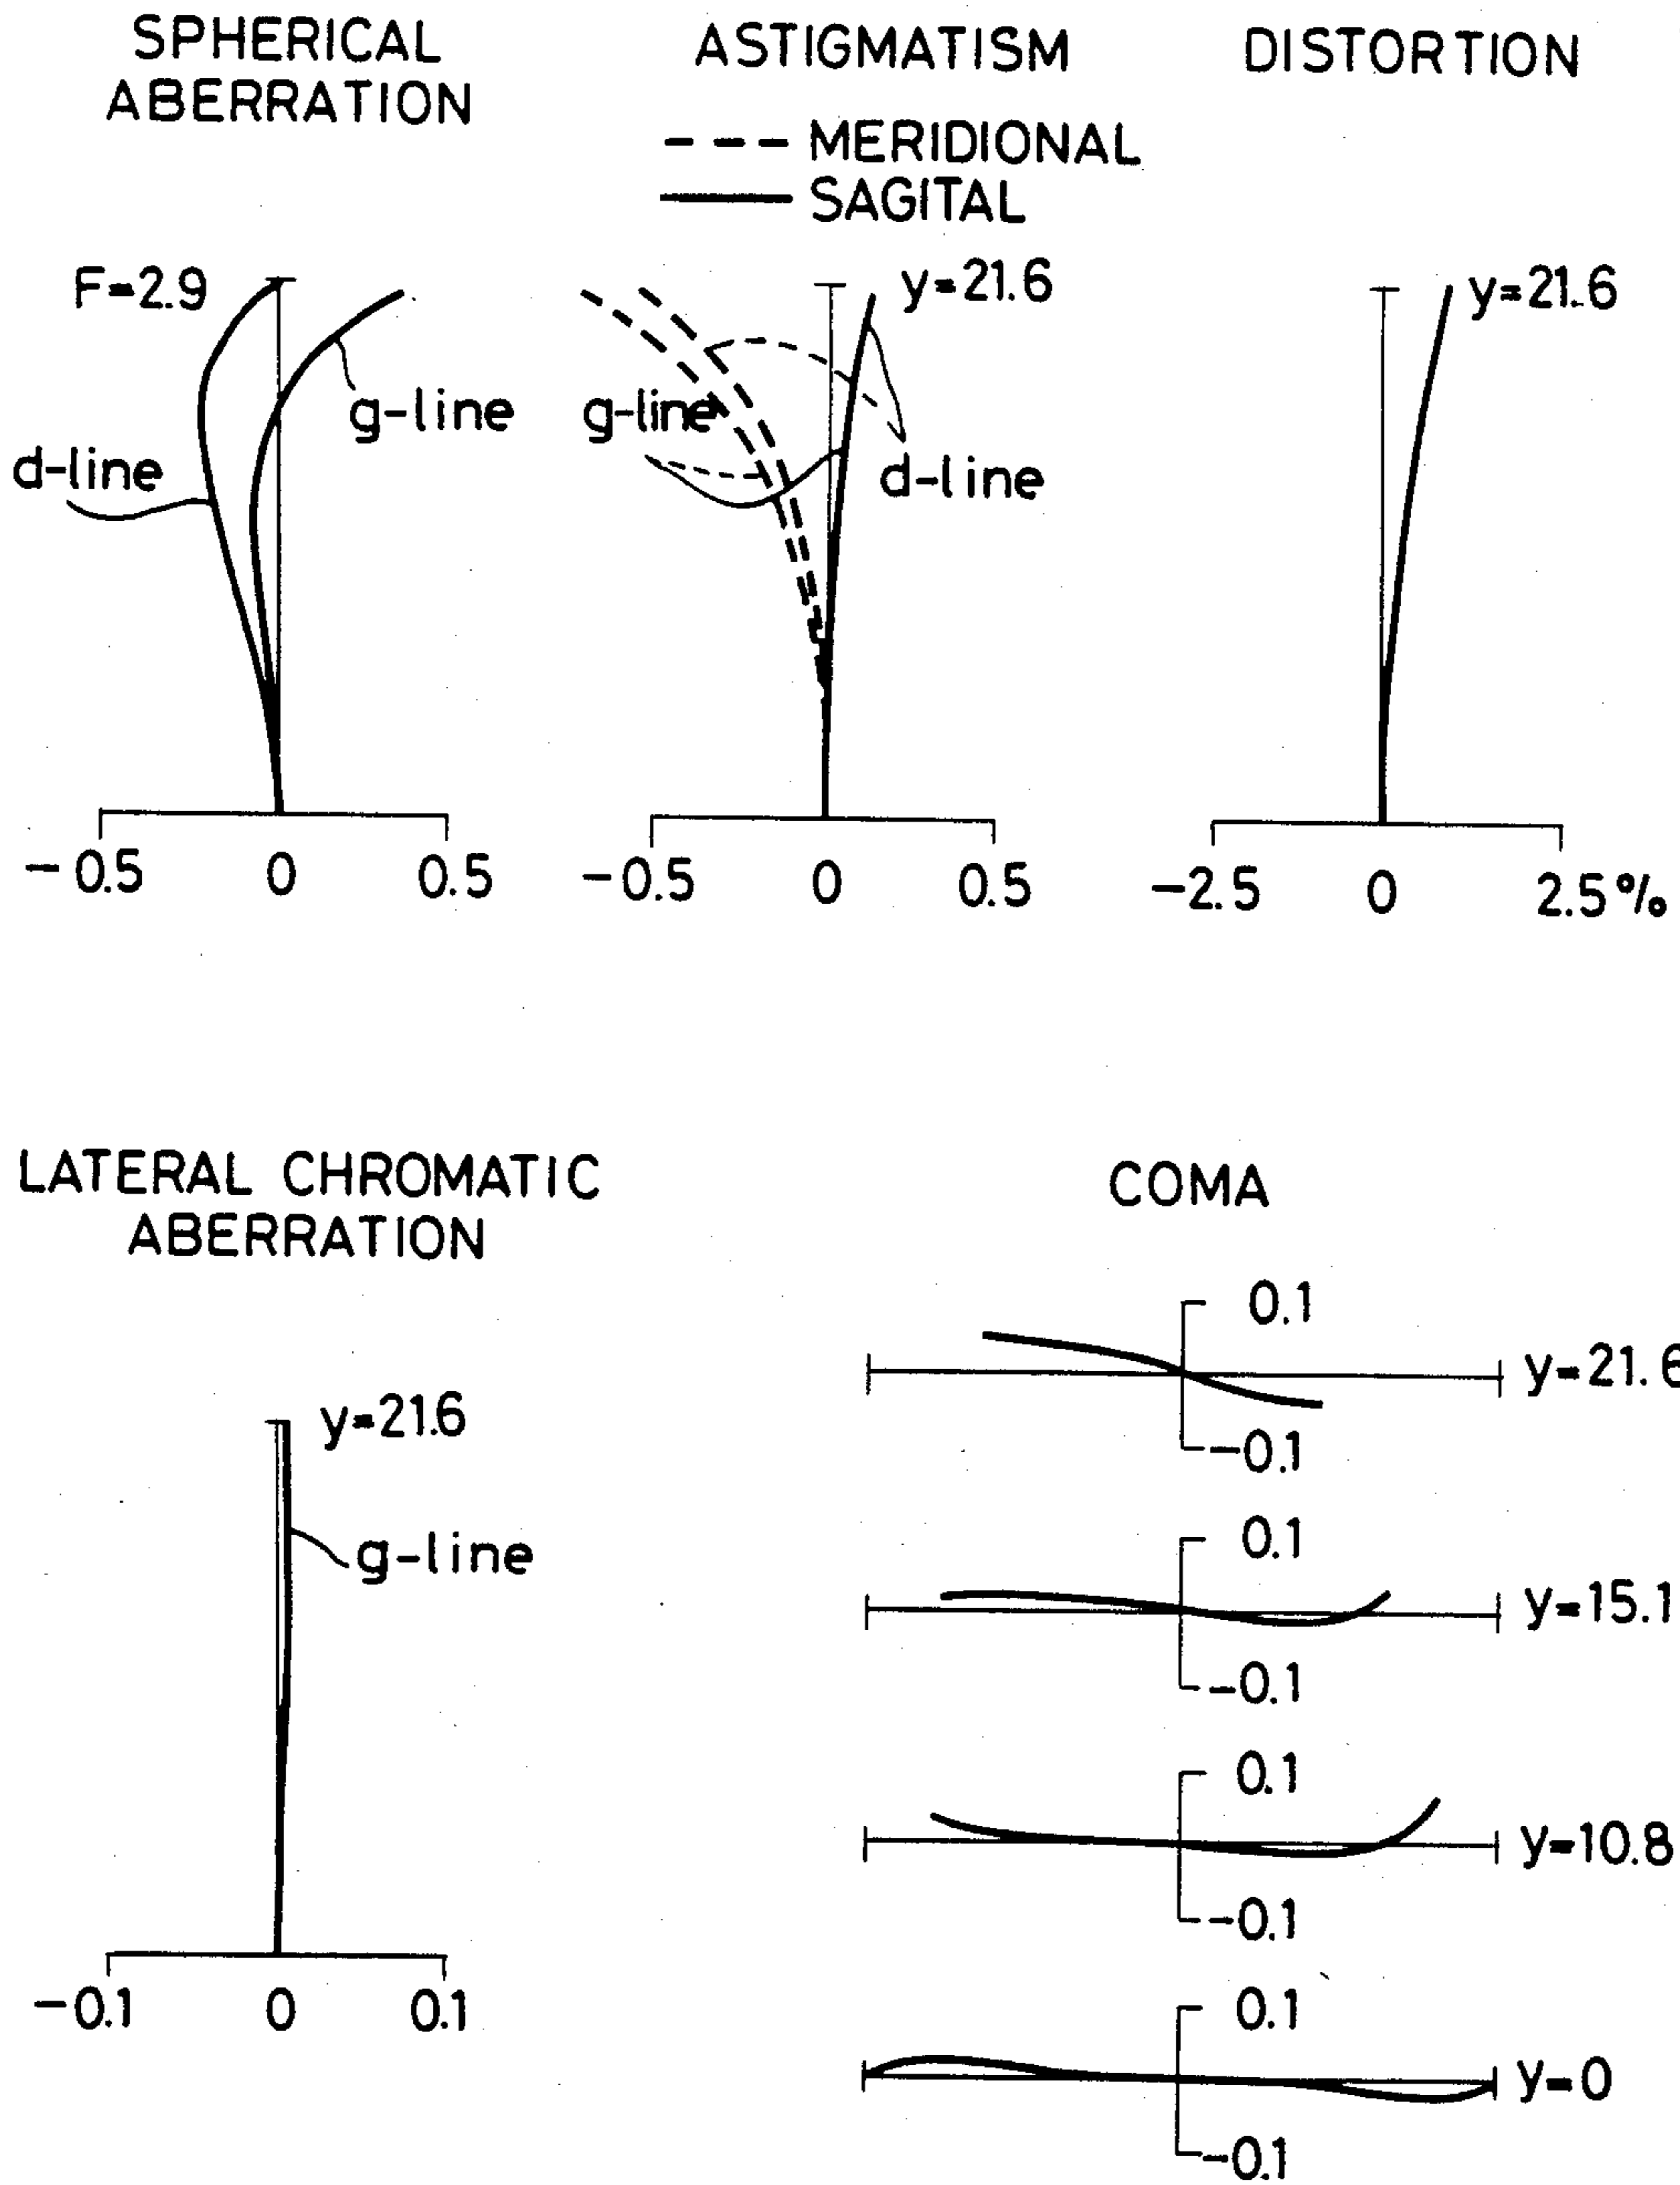 SPHERICAL
ABERRATION
ASTIGMATISM
DISTORTION
MERIDIONAL
SAGITAL
F=2.9
y=21.6
y=21.6
g-line
d-line
g-line
d-line
-0.5 0 0.5
-0.5 0 0.5
-2.5 0 2.5%
LATERAL CHROMATIC
ABERRATION
y=21.6
g-line
-0.1 0 0.1
COMA
0.1
y=21.6
-0.1
0.1
y=15.1
-0.1
0.1
y=10.8
-0.1
0.1
y=0
-0.1